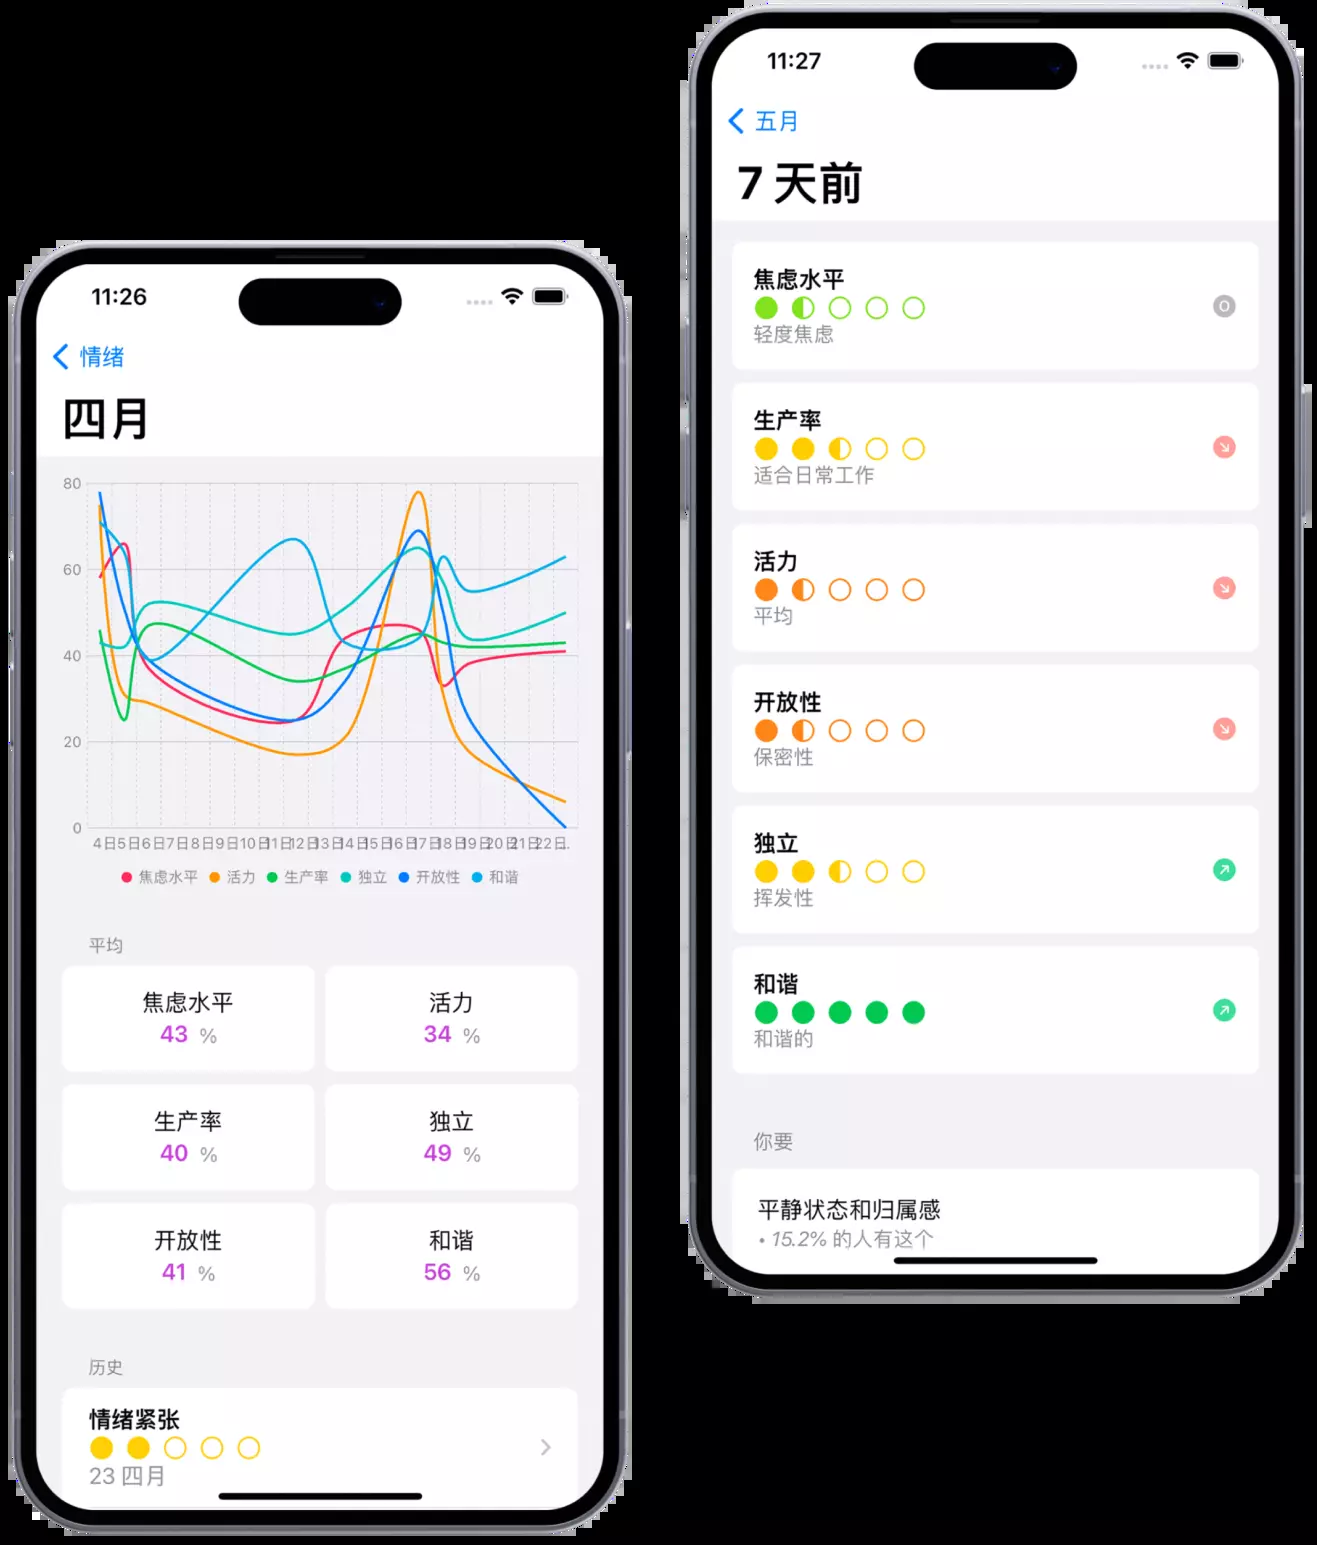 11:26
情绪
四月
80
60
40
20
0
4日5日6日7日8日9日10日11日12日13日14日15日16日17日18日19日20日21日22日...
焦虑水平 活力 生产率 独立 开放性 和谐
平均
焦虑水平
43 %
活力
34 %
生产率
40 %
独立
49 %
开放性
41 %
和谐
56 %
历史
情绪紧张
23 四月
11:27
五月
7 天前
焦虑水平
轻度焦虑
生产率
适合日常工作
活力
平均
开放性
保密性
独立
挥发性
和谐
和谐的
你要
平静状态和归属感
• 15.2% 的人有这个